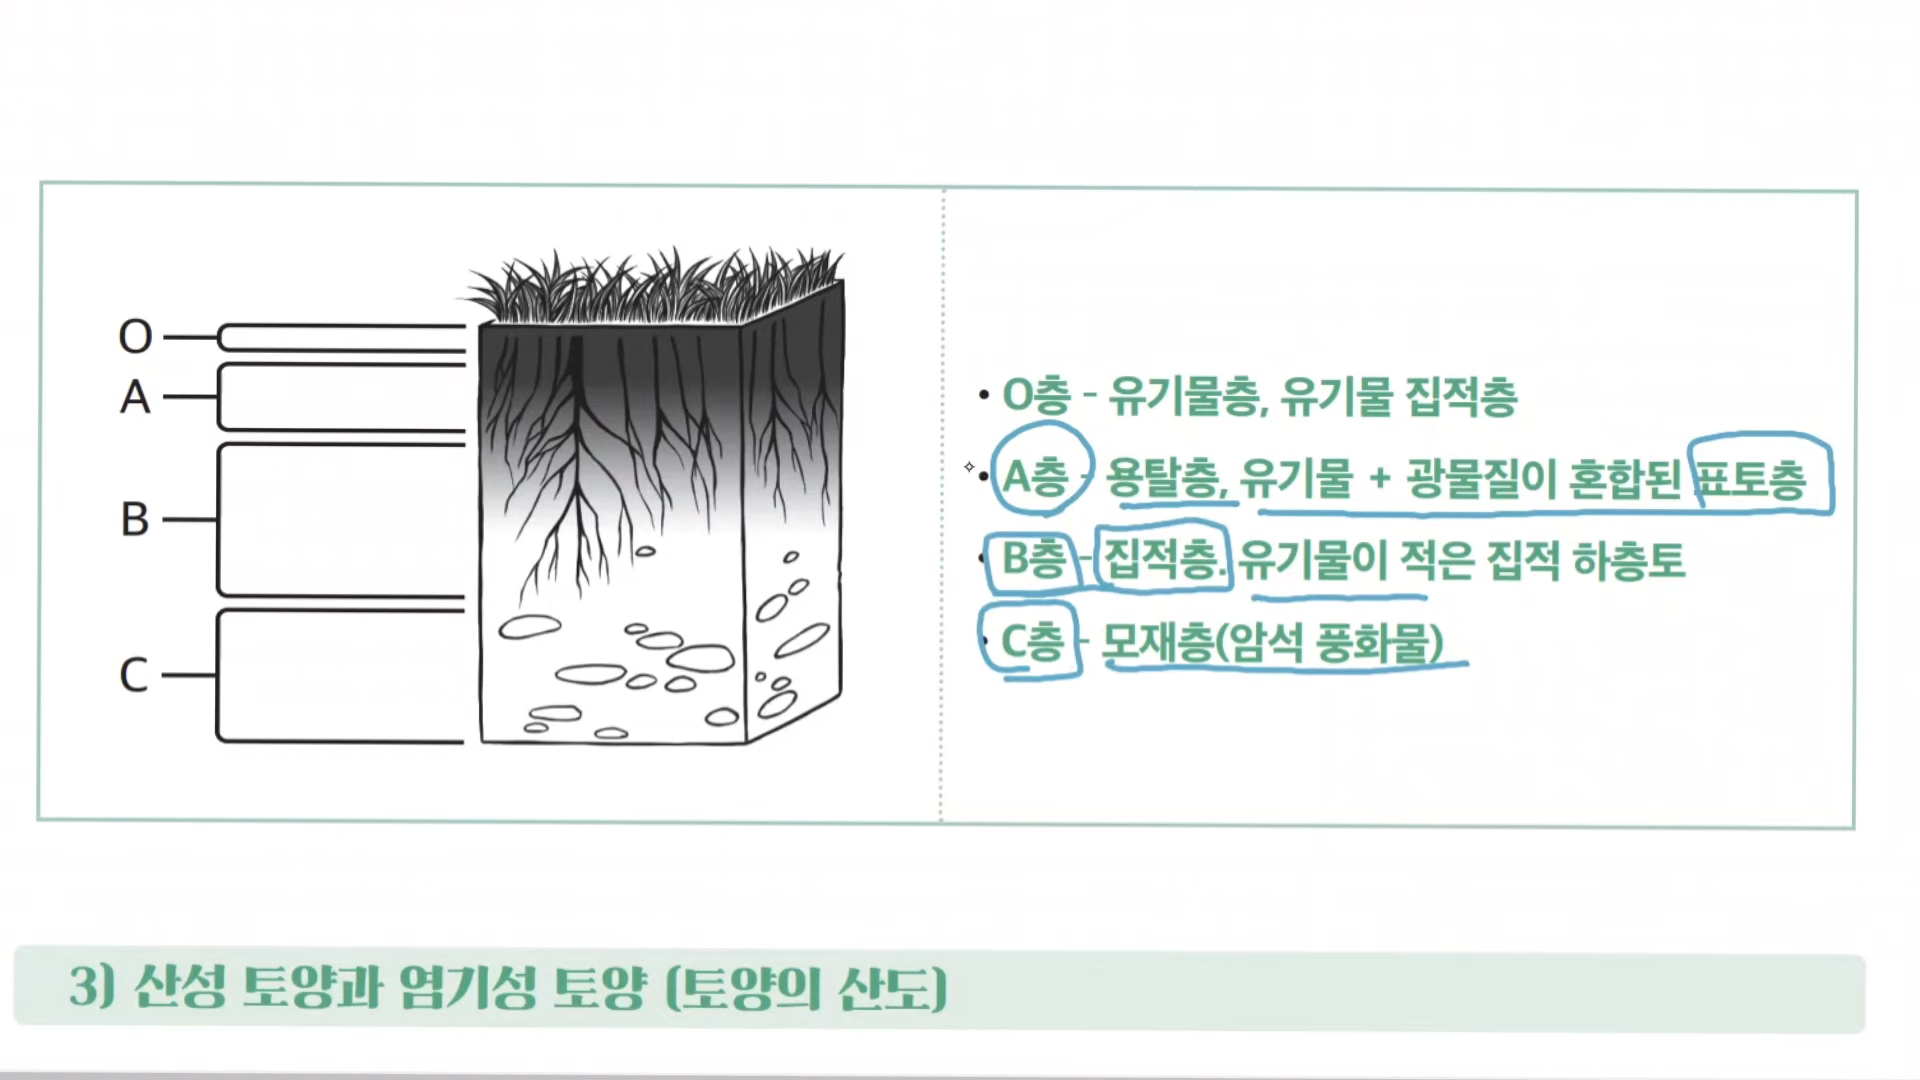 O
A
B
C
• O층 - 유기물층, 유기물 집적층
• A층 - 용탈층, 유기물 + 광물질이 혼합된 표토층
• B층 - 집적층, 유기물이 적은 집적 하층토
• C층 - 모재층(암석 풍화물)
3) 산성 토양과 염기성 토양 (토양의 산도)